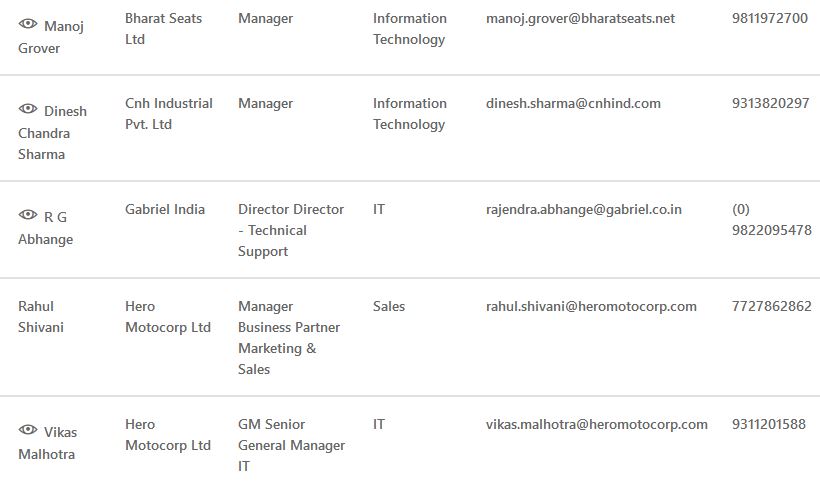 Manoj Grover Bharat Seats Ltd Manager Information Technology manoj.grover@bharatseats.net 9811972700
Dinesh Chandra Sharma Cnh Industrial Pvt. Ltd Manager Information Technology dinesh.sharma@cnhind.com 9313820297
R G Abhange Gabriel India Director Director - Technical Support IT rajendra.abhange@gabriel.co.in (0) 9822095478
Rahul Shivani Hero Motocorp Ltd Manager Business Partner Marketing & Sales Sales rahul.shivani@heromotocorp.com 7727862862
Vikas Malhotra Hero Motocorp Ltd GM Senior General Manager IT IT vikas.malhotra@heromotocorp.com 9311201588